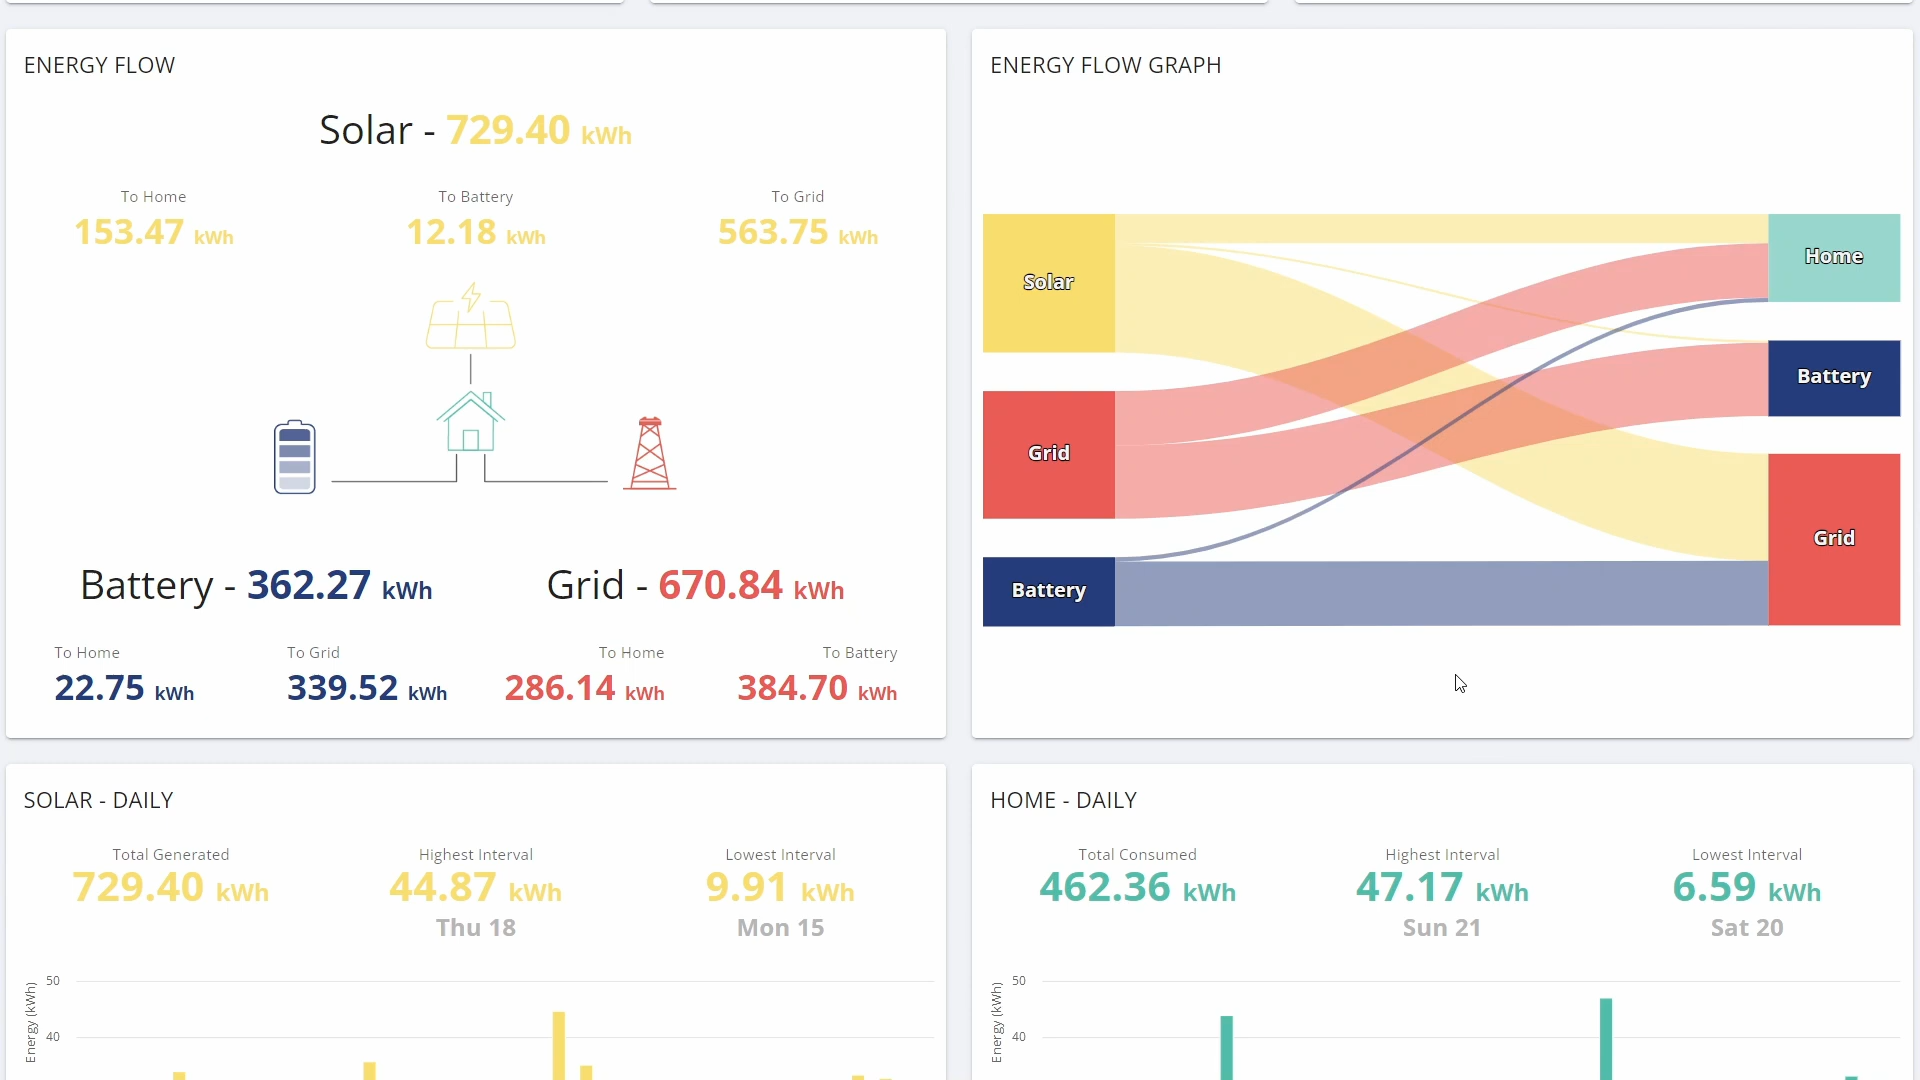 ENERGY FLOW
Solar - 729.40 kWh
To Home
153.47 kWh
To Battery
12.18 kWh
To Grid
563.75 kWh
Battery - 362.27 kWh
To Home
22.75 kWh
To Grid
339.52 kWh
Grid - 670.84 kWh
To Home
286.14 kWh
To Battery
384.70 kWh
ENERGY FLOW GRAPH
Solar
Grid
Battery
Home
Battery
Grid
SOLAR - DAILY
Total Generated
729.40 kWh
Highest Interval
44.87 kWh
Thu 18
Lowest Interval
9.91 kWh
Mon 15
Energy (kWh)
50
40
HOME - DAILY
Total Consumed
462.36 kWh
Highest Interval
47.17 kWh
Sun 21
Lowest Interval
6.59 kWh
Sat 20
Energy (kWh)
50
40